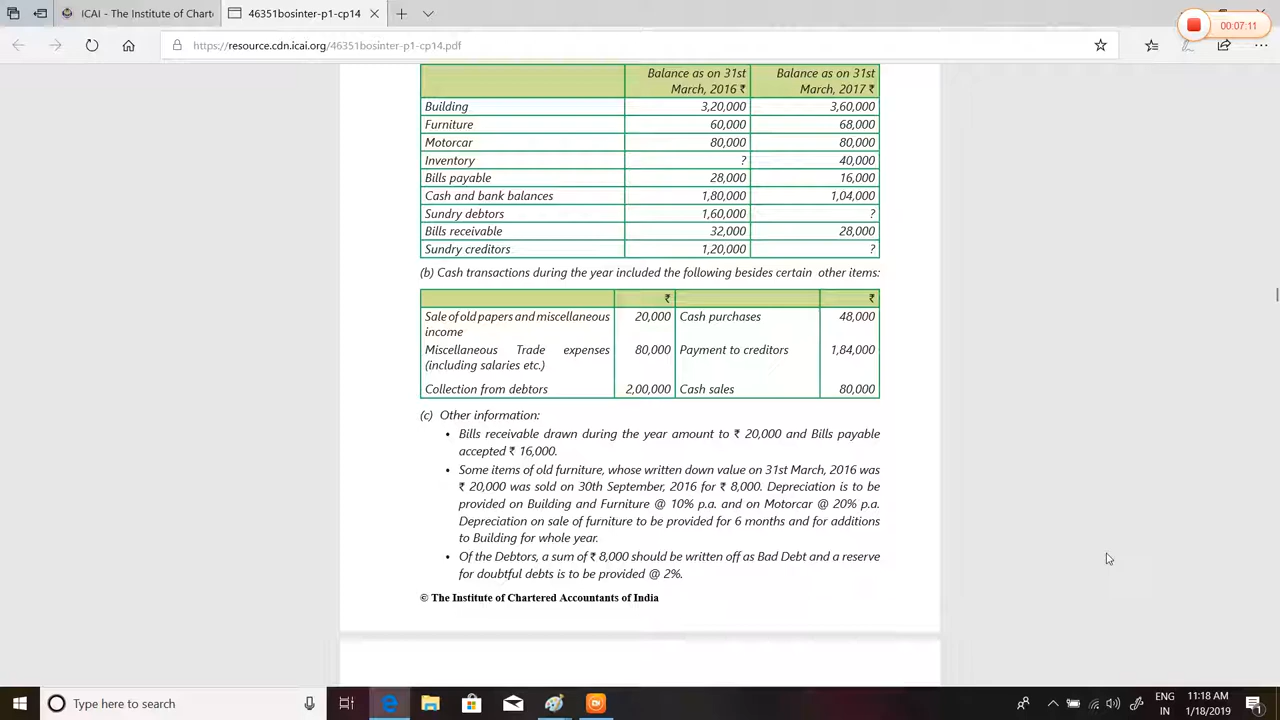 iCAI - The Institute of Chart
46351bosinter-p1-cp14
00:07:11
https://resource.cdn.icai.org/46351bosinter-p1-cp14.pdf
Balance as on 31st March, 2016 ₹ Balance as on 31st March, 2017 ₹
Building 3,20,000 3,60,000
Furniture 60,000 68,000
Motorcar 80,000 80,000
Inventory ? 40,000
Bills payable 28,000 16,000
Cash and bank balances 1,80,000 1,04,000
Sundry debtors 1,60,000 ?
Bills receivable 32,000 28,000
Sundry creditors 1,20,000 ?
(b) Cash transactions during the year included the following besides certain other items:
₹ ₹
Sale of old papers and miscellaneous income 20,000 Cash purchases 48,000
Miscellaneous Trade expenses (including salaries etc.) 80,000 Payment to creditors 1,84,000
Collection from debtors 2,00,000 Cash sales 80,000
(c) Other information:
• Bills receivable drawn during the year amount to ₹ 20,000 and Bills payable
accepted ₹ 16,000.
• Some items of old furniture, whose written down value on 31st March, 2016 was
₹ 20,000 was sold on 30th September, 2016 for ₹ 8,000. Depreciation is to be
provided on Building and Furniture @ 10% p.a. and on Motorcar @ 20% p.a.
Depreciation on sale of furniture to be provided for 6 months and for additions
to Building for whole year.
• Of the Debtors, a sum of ₹ 8,000 should be written off as Bad Debt and a reserve
for doubtful debts is to be provided @ 2%.
© The Institute of Chartered Accountants of India
Type here to search
ENG
IN
11:18 AM
1/18/2019